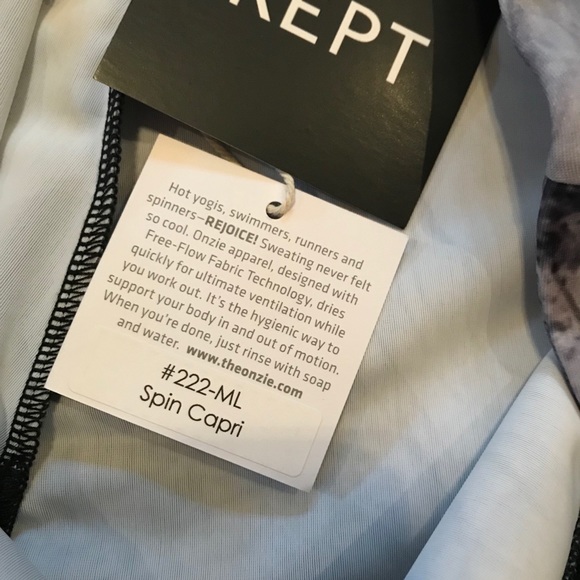 KEPT
Hot yogis, swimmers, runners and
spinners–REJOICE! Sweating never felt
so cool. Onzie apparel, designed with
Free-Flow Fabric Technology, dries
quickly for ultimate ventilation while
you work out. It's the hygienic way to
support your body in and out of motion.
When you're done, just rinse with soap
and water. www.theonzie.com
#222-ML
Spin Capri